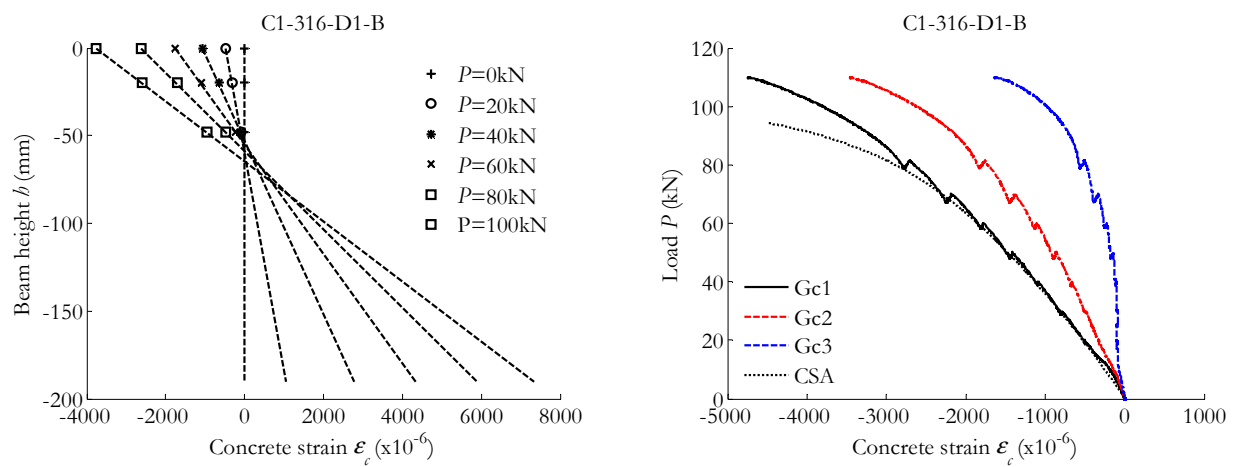 C1-316-D1-B
0
-50
-100
-150
-200
Beam height h (mm)
-4000 -2000 0 2000 4000 6000 8000
Concrete strain εc (x10-6)
P=0kN
P=20kN
P=40kN
P=60kN
P=80kN
P=100kN
C1-316-D1-B
120
100
80
60
40
20
0
Load P (kN)
-5000 -4000 -3000 -2000 -1000 0 1000
Concrete strain εc (x10-6)
Gc1
Gc2
Gc3
CSA